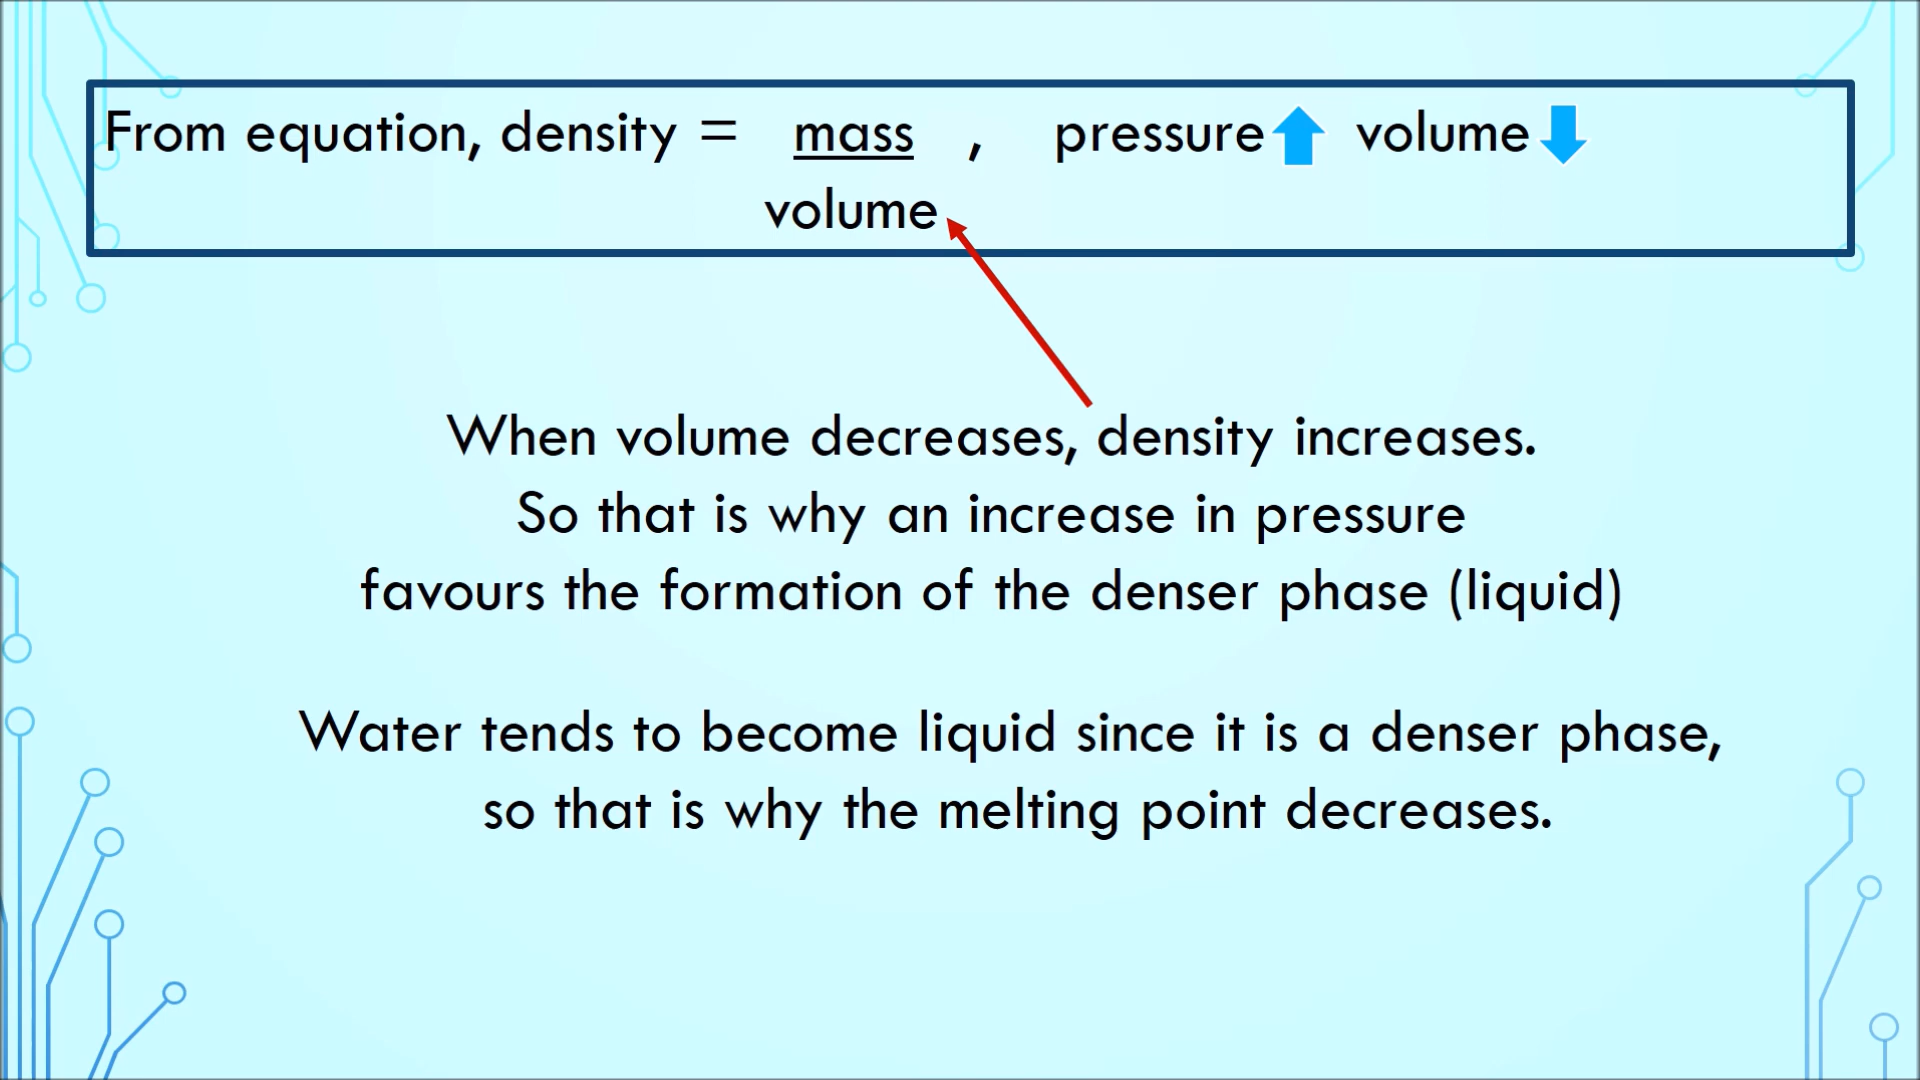 From equation, density = mass , pressure volume
volume
When volume decreases, density increases.
So that is why an increase in pressure
favours the formation of the denser phase (liquid)
Water tends to become liquid since it is a denser phase,
so that is why the melting point decreases.